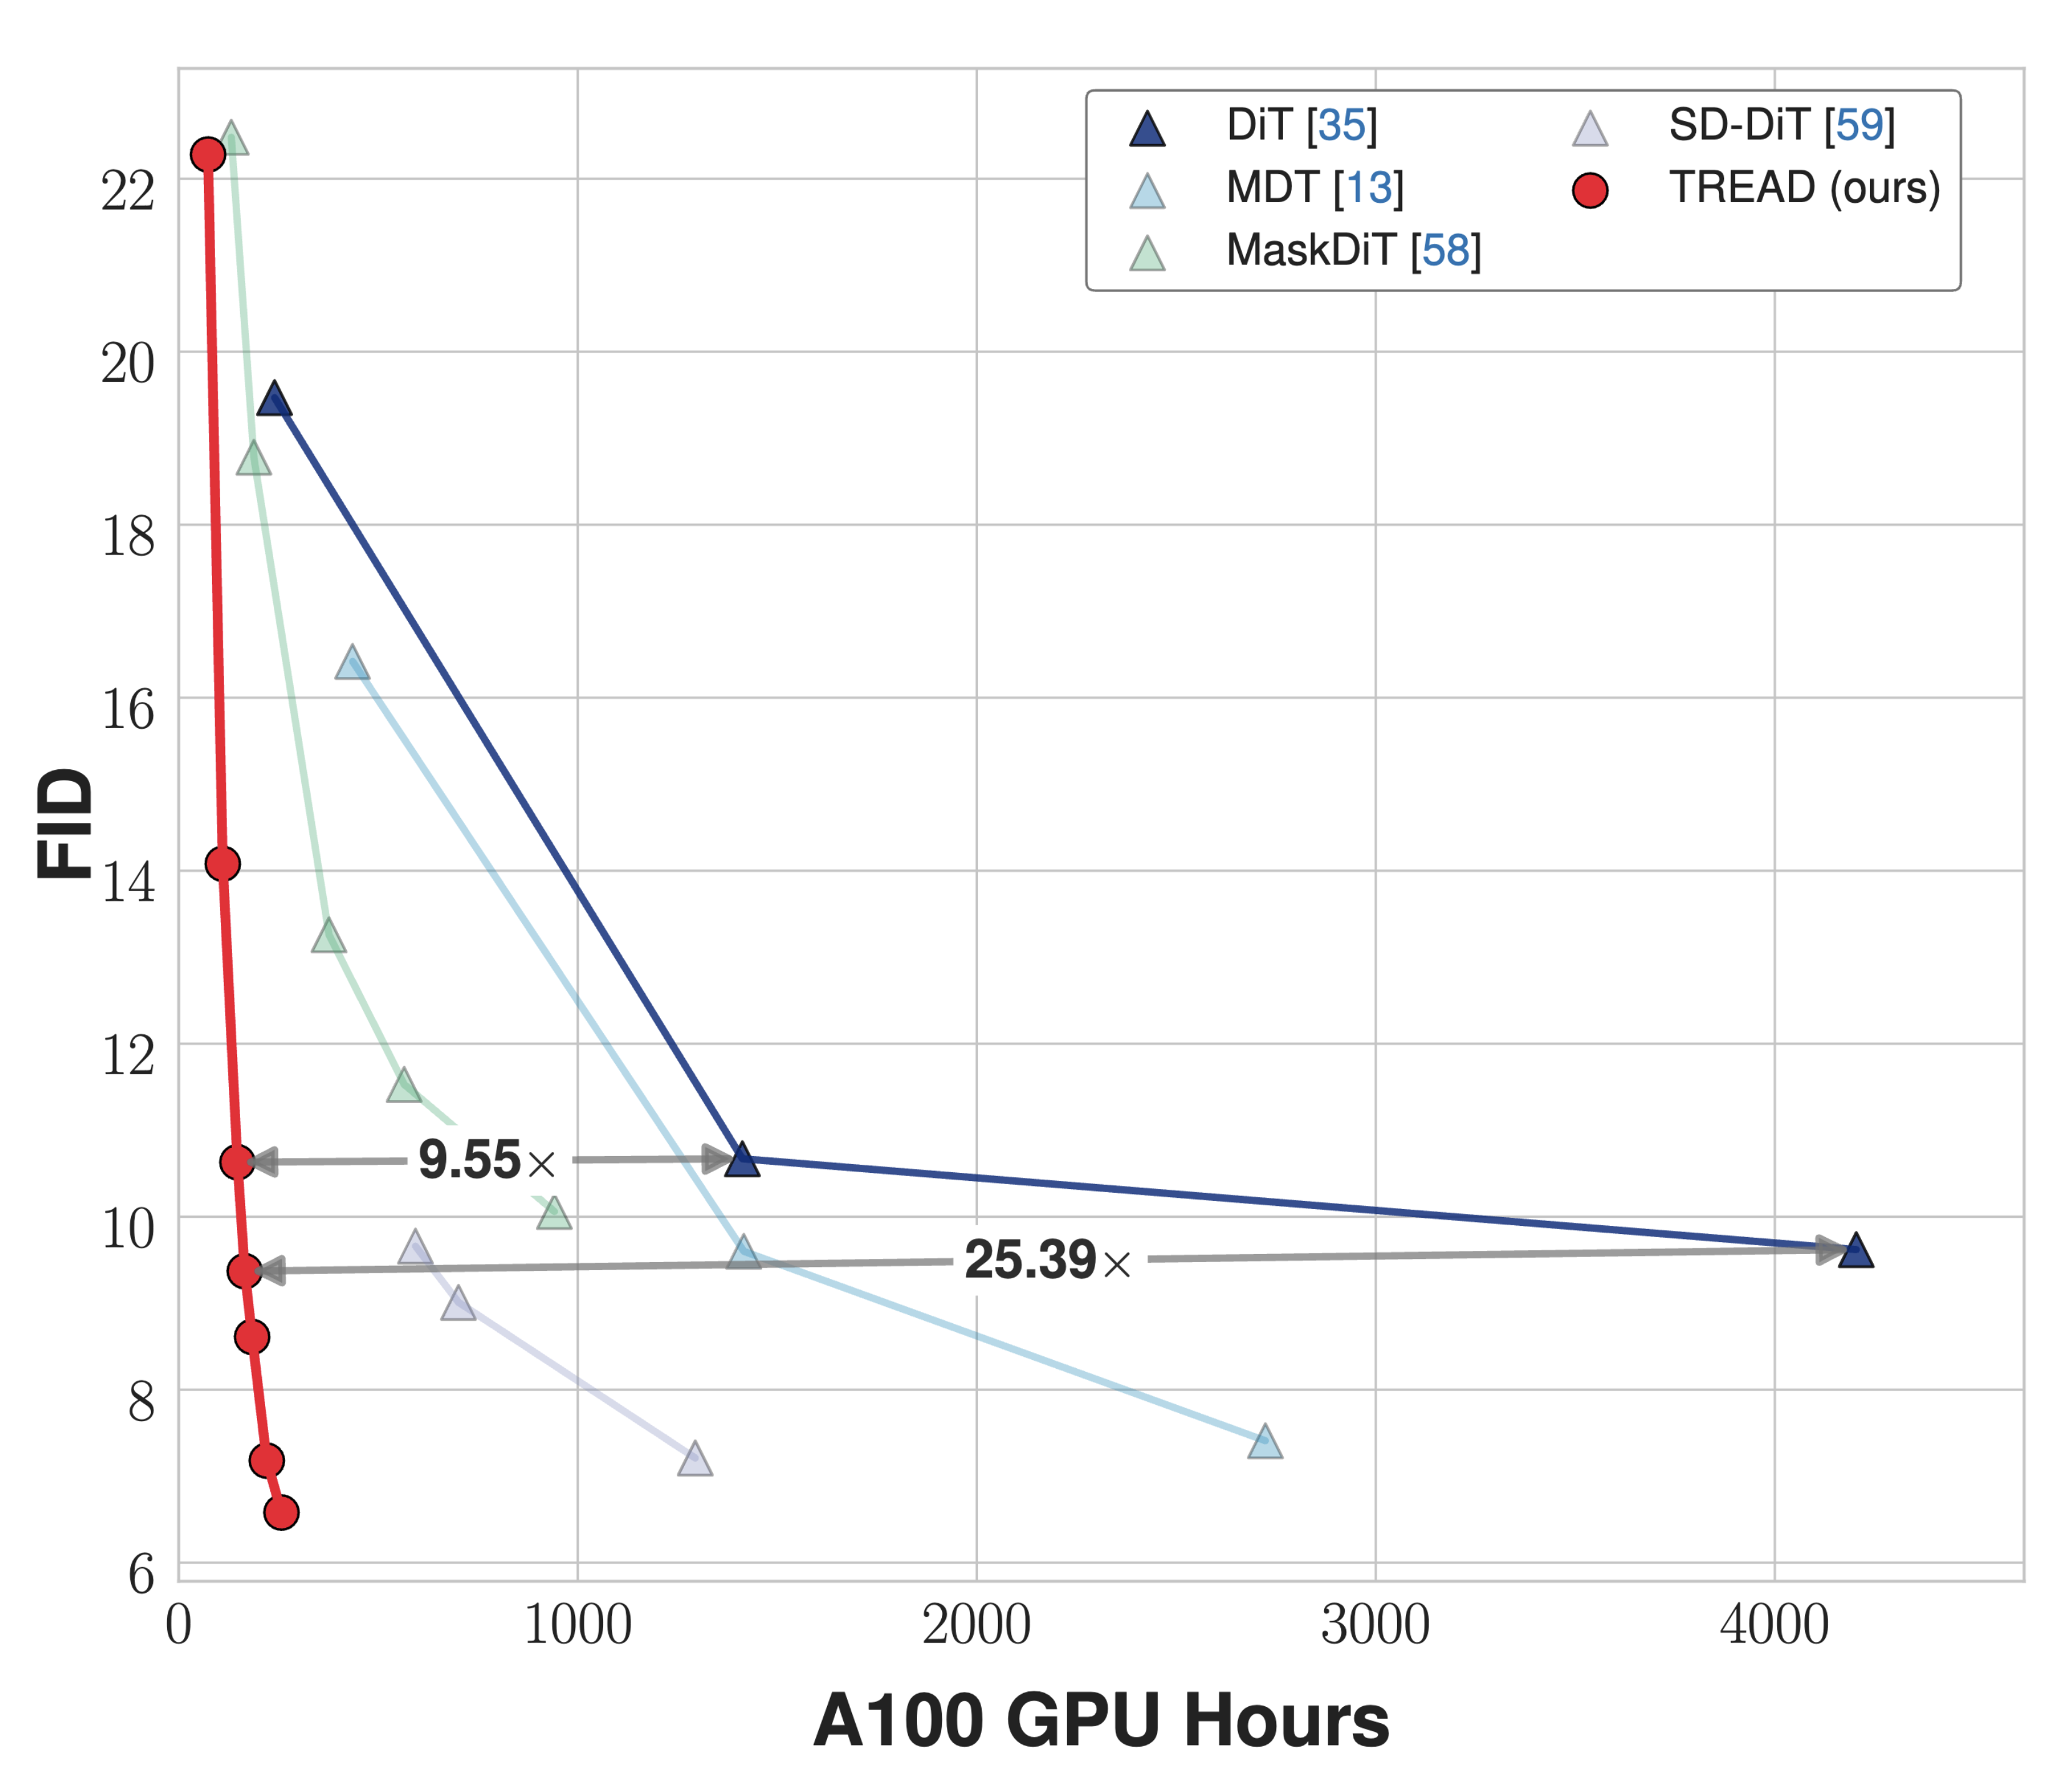 DiT [35]
MDT [13]
MaskDiT [58]
SD-DiT [59]
TREAD (ours)
22
20
18
16
14
12
10
8
6
FID
9.55×
25.39×
0 1000 2000 3000 4000
A100 GPU Hours